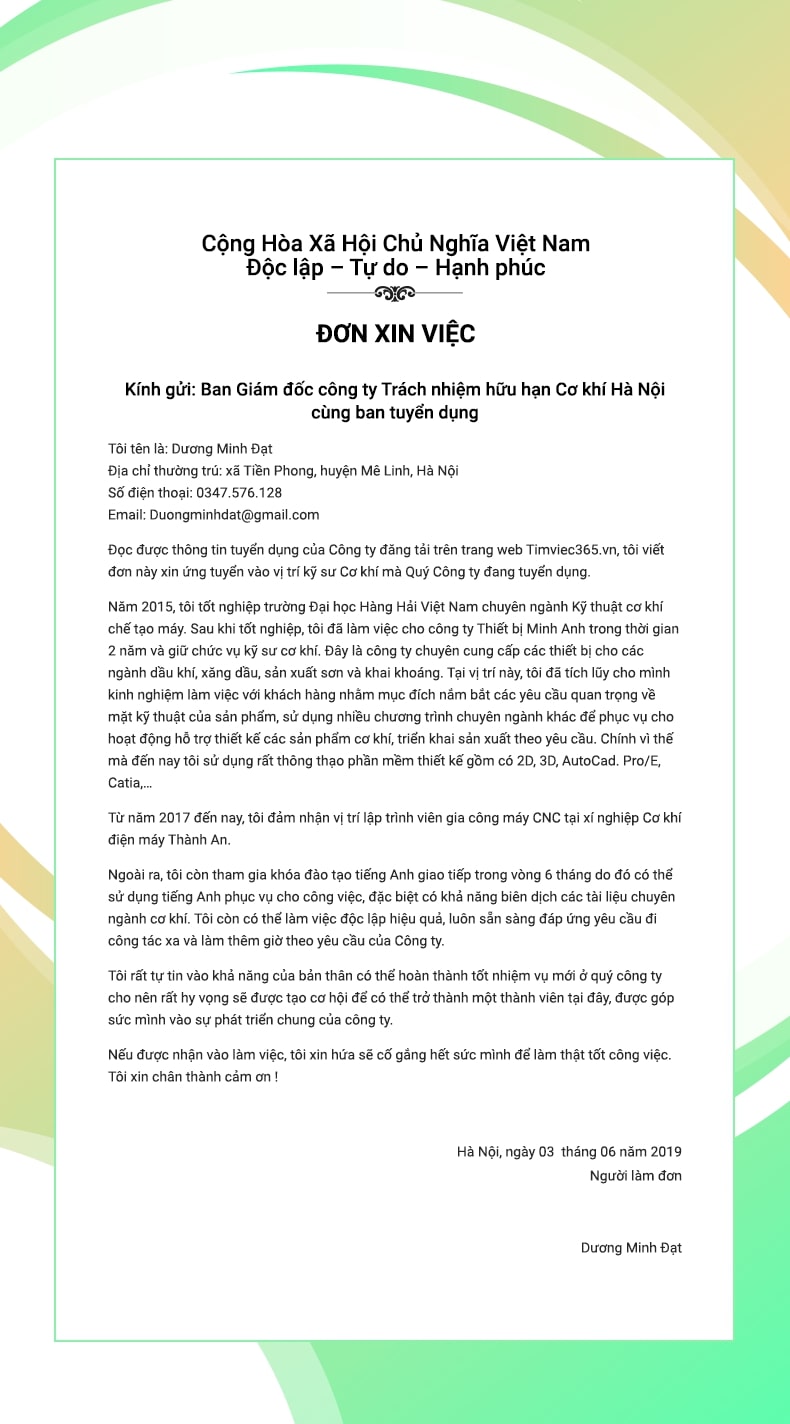 Cộng Hòa Xã Hội Chủ Nghĩa Việt Nam
Độc lập – Tự do – Hạnh phúc
ĐƠN XIN VIỆC
Kính gửi: Ban Giám đốc công ty Trách nhiệm hữu hạn Cơ khí Hà Nội
cùng ban tuyển dụng
Tôi tên là: Dương Minh Đạt
Địa chỉ thường trú: xã Tiền Phong, huyện Mê Linh, Hà Nội
Số điện thoại: 0347.576.128
Email: Duongminhdat@gmail.com
Đọc được thông tin tuyển dụng của Công ty đăng tải trên trang web Timviec365.vn, tôi viết
đơn này xin ứng tuyển vào vị trí kỹ sư Cơ khí mà Quý Công ty đang tuyển dụng.
Năm 2015, tôi tốt nghiệp trường Đại học Hàng Hải Việt Nam chuyên ngành Kỹ thuật cơ khí
chế tạo máy. Sau khi tốt nghiệp, tôi đã làm việc cho công ty Thiết bị Minh Anh trong thời gian
2 năm và giữ chức vụ kỹ sư cơ khí. Đây là công ty chuyên cung cấp các thiết bị cho các
ngành dầu khí, xăng dầu, sản xuất sơn và khai khoáng. Tại vị trí này, tôi đã tích lũy cho mình
kinh nghiệm làm việc với khách hàng nhằm mục đích nắm bắt các yêu cầu quan trọng về
mặt kỹ thuật của sản phẩm, sử dụng nhiều chương trình chuyên ngành khác để phục vụ cho
hoạt động hỗ trợ thiết kế các sản phẩm cơ khí, triển khai sản xuất theo yêu cầu. Chính vì thế
mà đến nay tôi sử dụng rất thông thạo phần mềm thiết kế gồm có 2D, 3D, AutoCad. Pro/E,
Catia,...
Từ năm 2017 đến nay, tôi đảm nhận vị trí lập trình viên gia công máy CNC tại xí nghiệp Cơ khí
điện máy Thành An.
Ngoài ra, tôi còn tham gia khóa đào tạo tiếng Anh giao tiếp trong vòng 6 tháng do đó có thể
sử dụng tiếng Anh phục vụ cho công việc, đặc biệt có khả năng biên dịch các tài liệu chuyên
ngành cơ khí. Tôi còn có thể làm việc độc lập hiệu quả, luôn sẵn sàng đáp ứng yêu cầu đi
công tác xa và làm thêm giờ theo yêu cầu của Công ty.
Tôi rất tự tin vào khả năng của bản thân có thể hoàn thành tốt nhiệm vụ mới ở quý công ty
cho nên rất hy vọng sẽ được tạo cơ hội để có thể trở thành một thành viên tại đây, được góp
sức mình vào sự phát triển chung của công ty.
Nếu được nhận vào làm việc, tôi xin hứa sẽ cố gắng hết sức mình để làm thật tốt công việc.
Tôi xin chân thành cảm ơn !
Hà Nội, ngày 03 tháng 06 năm 2019
Người làm đơn
Dương Minh Đạt